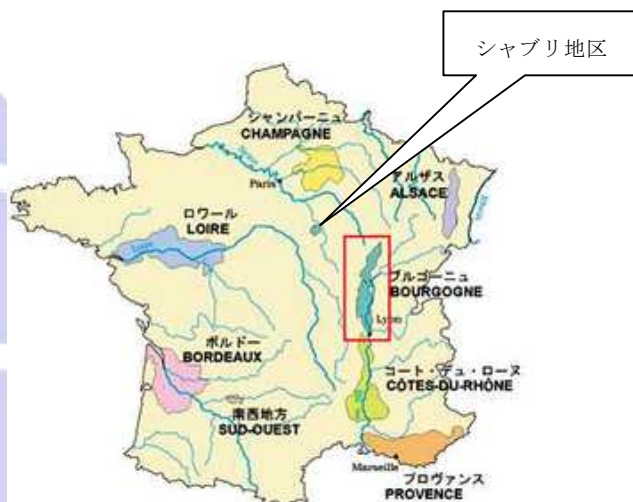 シャブリ地区
シャンパーニュ
CHAMPAGNE
Paris
アルザス
ALSACE
ロワール
LOIRE
Loire
ブルゴーニュ
BOURGOGNE
Lyon
ボルドー
BORDEAUX
コート・デュ・ローヌ
CÔTES-DU-RHÔNE
南西地方
SUD-OUEST
Marseille
プロヴァンス
PROVENCE